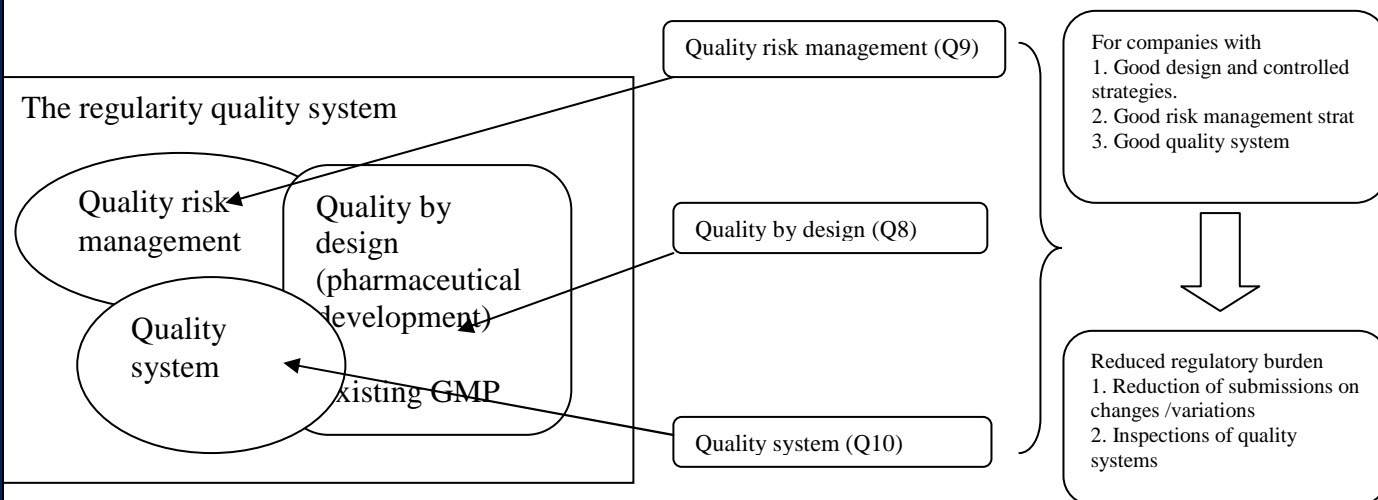 The regularity quality system
Quality risk
management
Quality by
design
(pharmaceutical
development)
existing GMP
Quality
system
Quality risk management (Q9)
Quality by design (Q8)
Quality system (Q10)
For companies with
1. Good design and controlled
strategies.
2. Good risk management strat
3. Good quality system
Reduced regulatory burden
1. Reduction of submissions on
changes /variations
2. Inspections of quality
systems